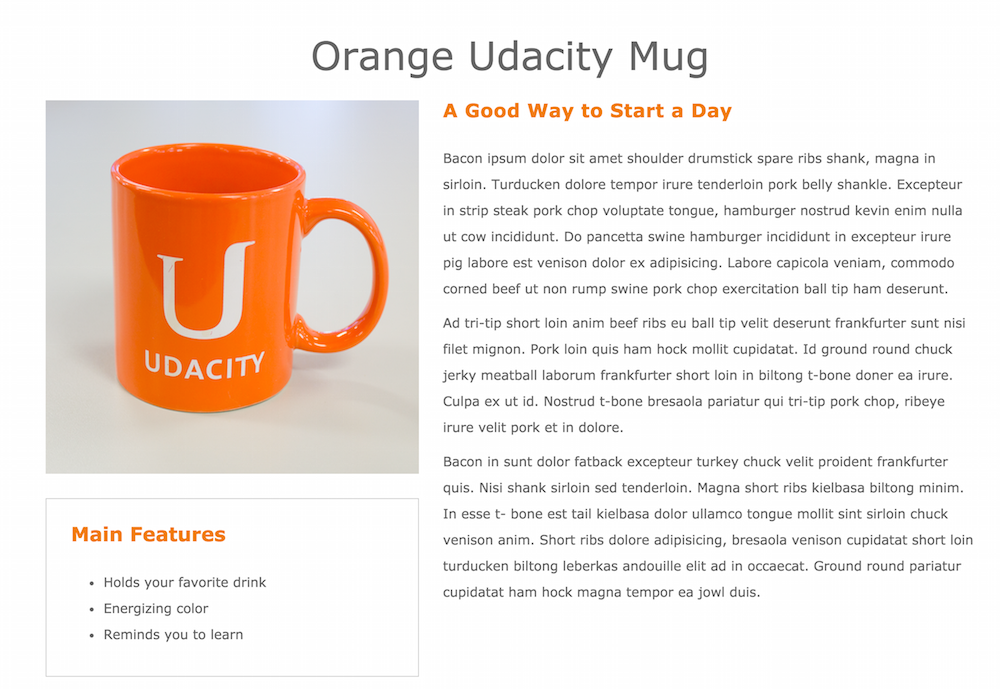 Orange Udacity Mug
U
UDACITY
Main Features
Holds your favorite drink
Energizing color
Reminds you to learn
A Good Way to Start a Day
Bacon ipsum dolor sit amet shoulder drumstick spare ribs shank, magna in
sirloin. Turducken dolore tempor irure tenderloin pork belly shankle. Excepteur
in strip steak pork chop voluptate tongue, hamburger nostrud kevin enim nulla
ut cow incididunt. Do pancetta swine hamburger incididunt in excepteur irure
pig labore est venison dolor ex adipisicing. Labore capicola veniam, commodo
corned beef ut non rump swine pork chop exercitation ball tip ham deserunt.
Ad tri-tip short loin anim beef ribs eu ball tip velit deserunt frankfurter sunt nisi
filet mignon. Pork loin quis ham hock mollit cupidatat. Id ground round chuck
jerky meatball laborum frankfurter short loin in biltong t-bone doner ea irure.
Culpa ex ut id. Nostrud t-bone bresaola pariatur qui tri-tip pork chop, ribeye
irure velit pork et in dolore.
Bacon in sunt dolor fatback excepteur turkey chuck velit proident frankfurter
quis. Nisi shank sirloin sed tenderloin. Magna short ribs kielbasa biltong minim.
In esse t- bone est tail kielbasa dolor ullamco tongue mollit sint sirloin chuck
venison anim. Short ribs dolore adipisicing, bresaola venison cupidatat short loin
turducken biltong leberkas andouille elit ad in occaecat. Ground round pariatur
cupidatat ham hock magna tempor ea jowl duis.